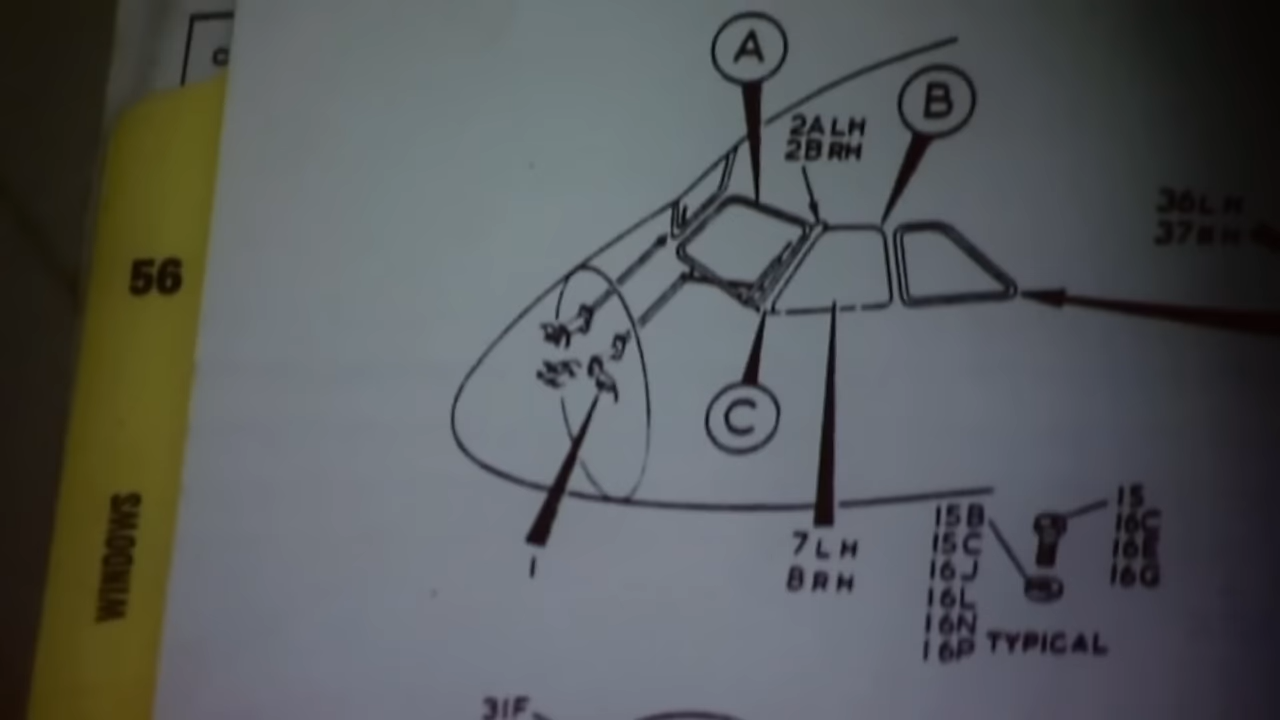 C
A
B
2A LH
2B RH
36 LH
37 RH
56
C
WINDOWS
1
7 LH
8 RH
15B
15C
16J
16L
16N
16P TYPICAL
15
16C
16E
16G
31F